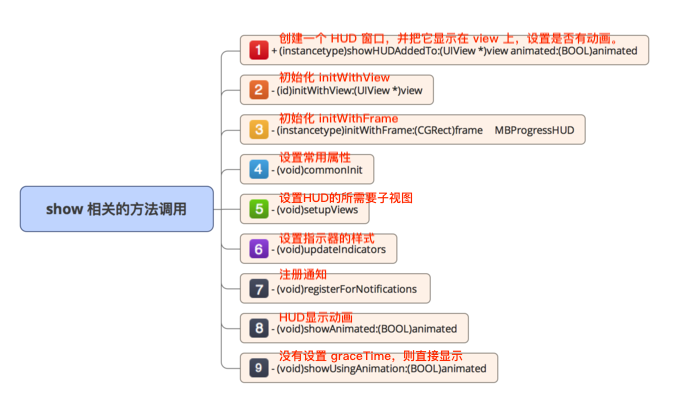 创建一个 HUD 窗口，并把它显示在 view 上，设置是否有动画。
1 + (instancetype)showHUDAddedTo:(UIView *)view animated:(BOOL)animated
初始化 initWithView
2 - (id)initWithView:(UIView *)view
初始化 initWithFrame
3 - (instancetype)initWithFrame:(CGRect)frame MBProgressHUD
设置常用属性
4 - (void)commonInit
show 相关的方法调用
设置HUD的所需要子视图
5 - (void)setupViews
设置指示器的样式
6 - (void)updateIndicators
注册通知
7 - (void)registerForNotifications
HUD显示动画
8 - (void)showAnimated:(BOOL)animated
没有设置 graceTime，则直接显示
9 - (void)showUsingAnimation:(BOOL)animated